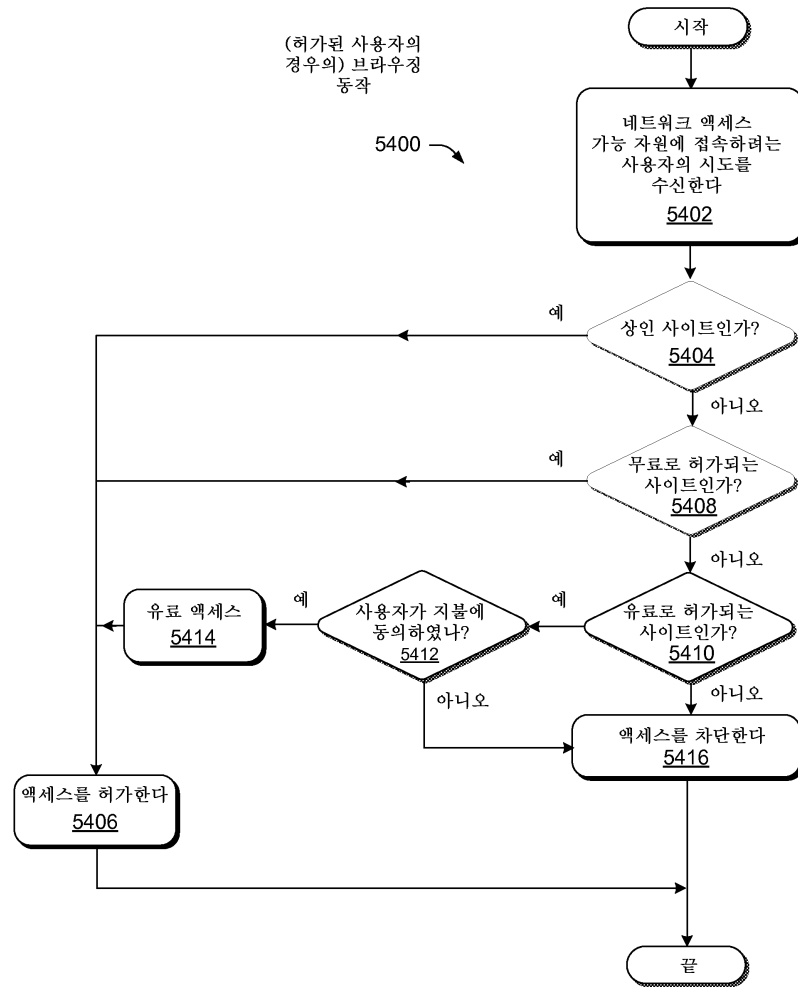 시작
(허가된 사용자의
경우의) 브라우징
동작
5400
네트워크 액세스
가능 자원에 접속하려는
사용자의 시도를
수신한다
5402
예
상인 사이트인가?
5404
아니오
예
무료로 허가되는
사이트인가?
5408
아니오
유료 액세스
5414
예
사용자가 지불에
동의하였나?
5412
예
유료로 허가되는
사이트인가?
5410
아니오
아니오
액세스를 차단한다
5416
액세스를 허가한다
5406
끝